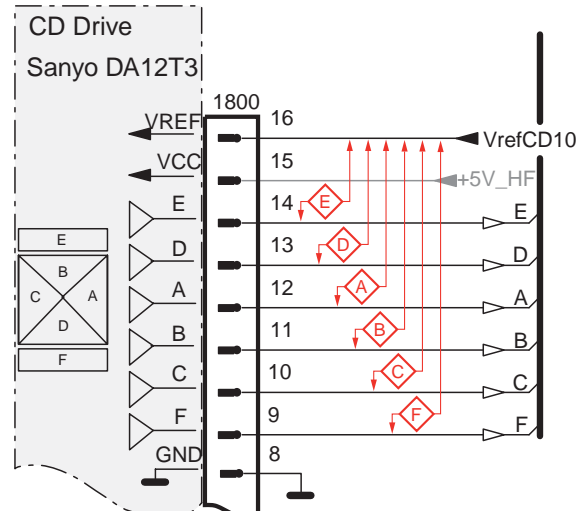 CD Drive
Sanyo DA12T3
1800
VREF 16 VrefCD10
VCC 15 +5V_HF
E 14 E E
D 13 D D
A 12 A A
B 11 B B
C 10 C C
F 9 F F
GND 8
E
B
C A
D
F